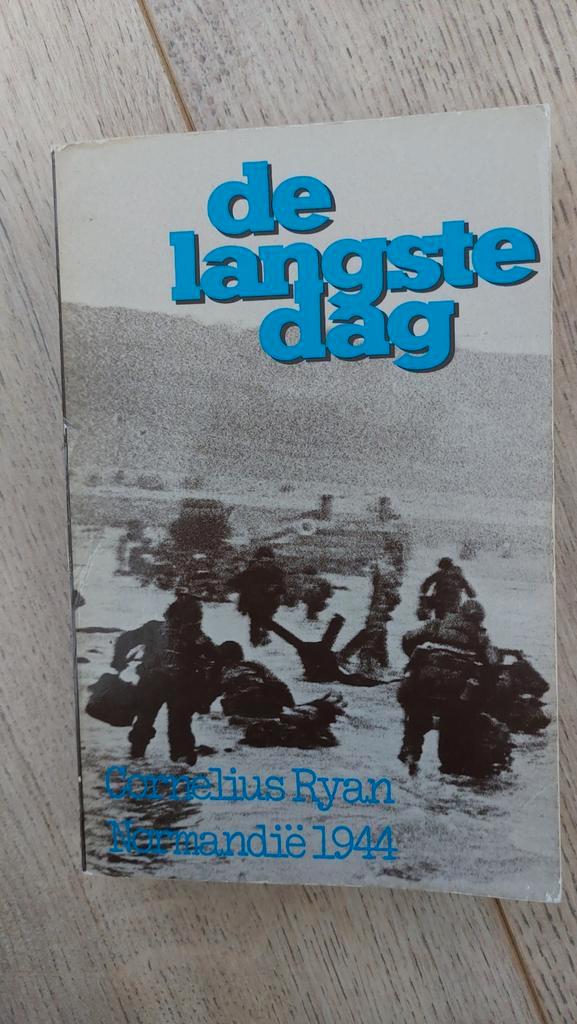 de
langste
dag
Cornelius Ryan
Normandië 1944